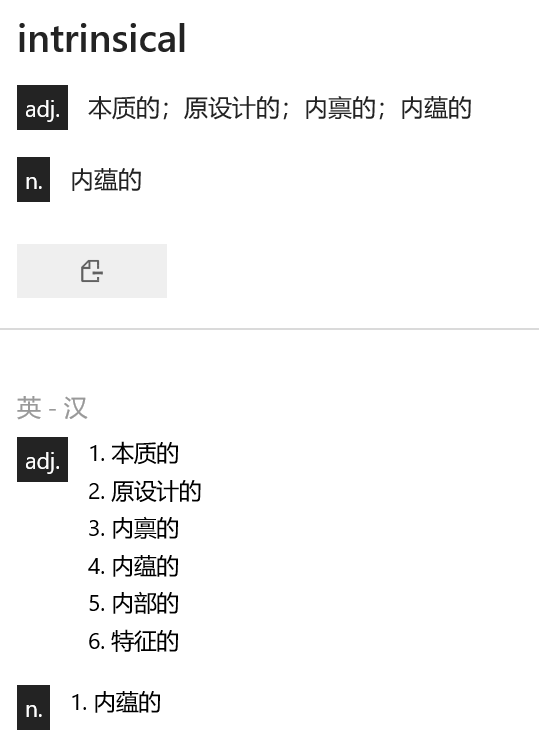 intrinsical
adj. 本质的；原设计的；内禀的；内蕴的
n. 内蕴的
英 - 汉
adj. 1. 本质的
2. 原设计的
3. 内禀的
4. 内蕴的
5. 内部的
6. 特征的
n. 1. 内蕴的